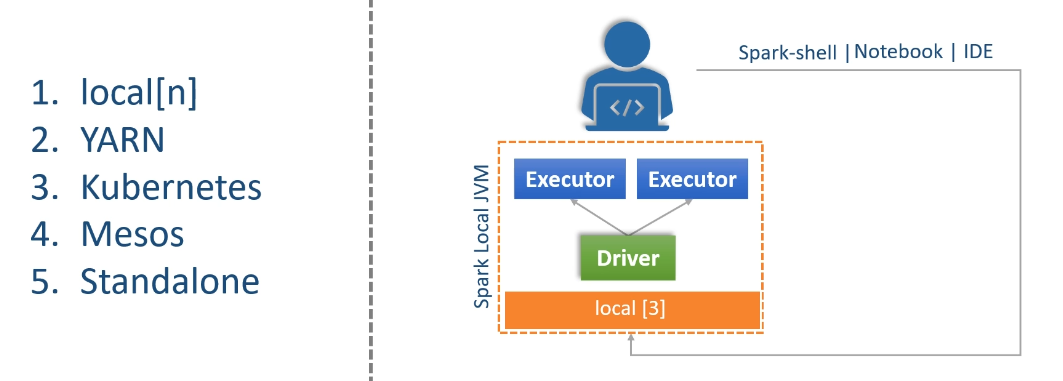 1. local[n]
2. YARN
3. Kubernetes
4. Mesos
5. Standalone
Spark-shell | Notebook | IDE
</>
Spark Local JVM
Executor
Executor
Driver
local [3]